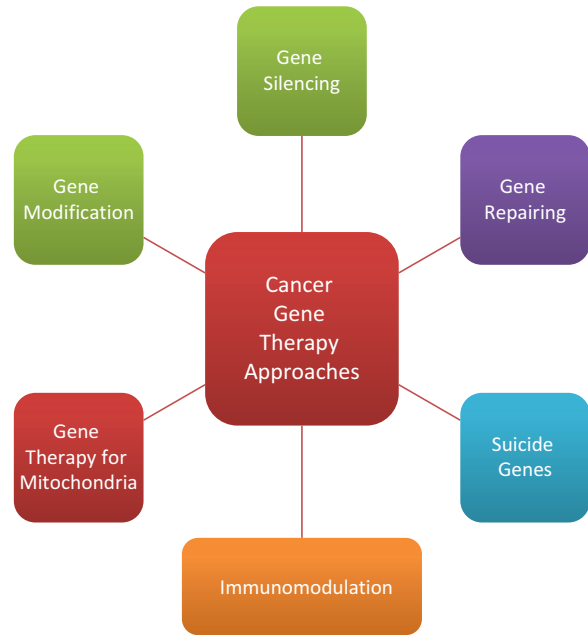 Gene
Silencing
Gene
Modification
Gene
Repairing
Cancer
Gene
Therapy
Approaches
Gene
Therapy for
Mitochondria
Suicide
Genes
Immunomodulation